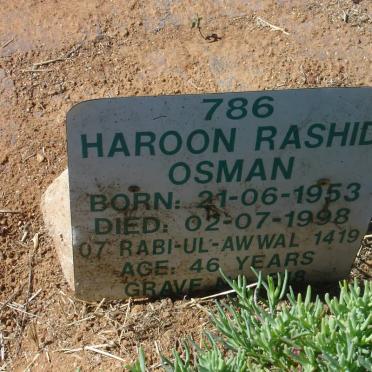 786
HAROON RASHID
OSMAN
BORN: 21-06-1953
DIED: 02-07-1998
07 RABI-UL-AWWAL 1419
AGE: 46 YEARS
GRAVE